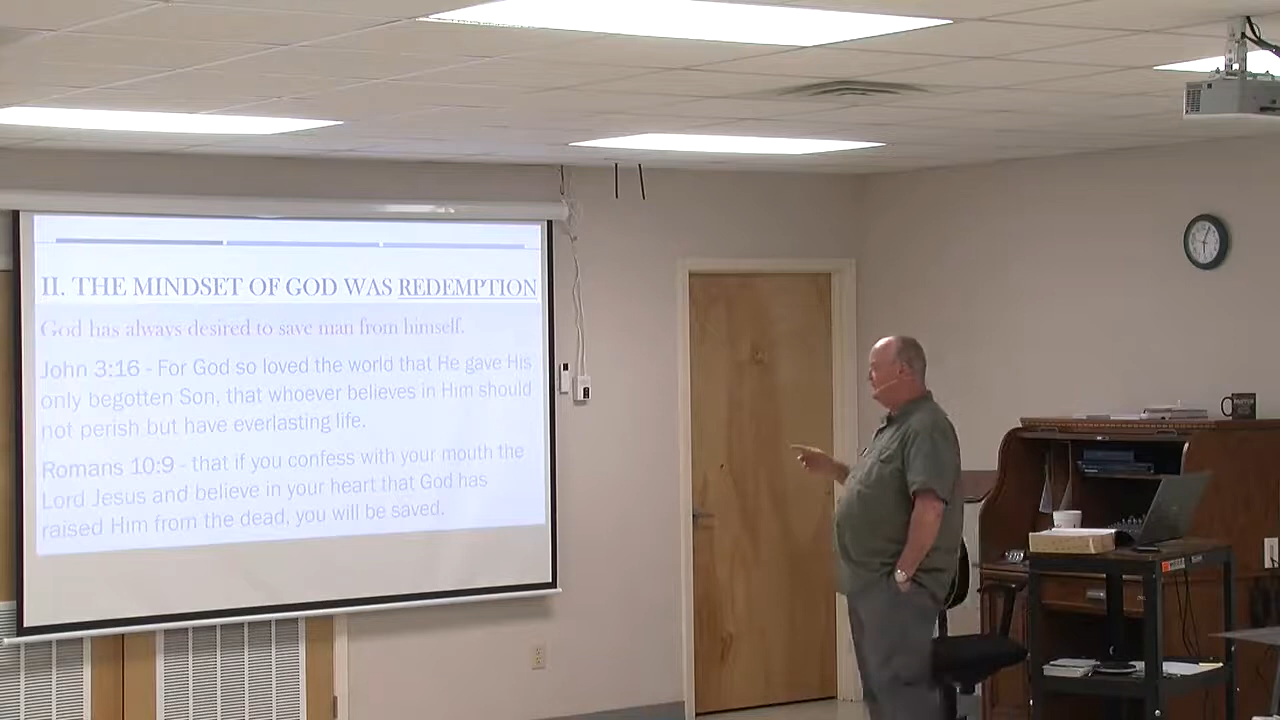 II. THE MINDSET OF GOD WAS REDEMPTION
God has always desired to save man from himself.
John 3:16 - For God so loved the world that He gave His
only begotten Son, that whoever believes in Him should
not perish but have everlasting life.
Romans 10:9 - that if you confess with your mouth the
Lord Jesus and believe in your heart that God has
raised Him from the dead, you will be saved.